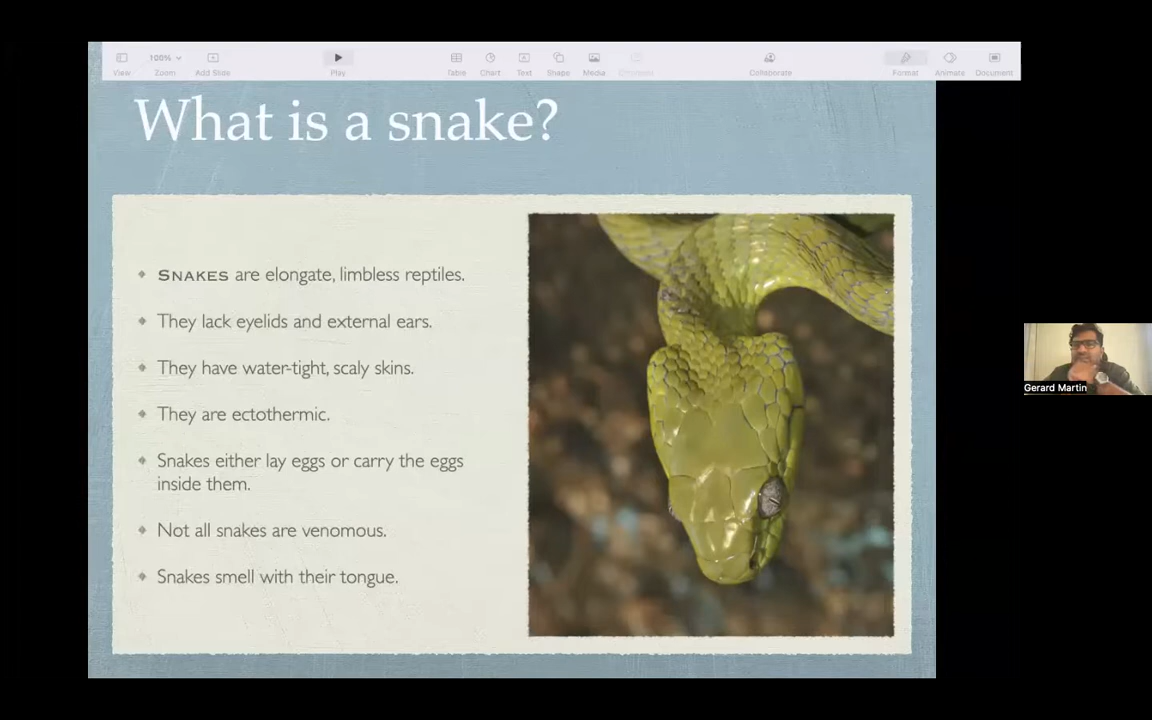 100%
View
Zoom
Add Slide
Play
Table
Chart
Text
Shape
Media
Comment
Collaborate
Format
Animate
Document
What is a snake?
SNAKES are elongate, limbless reptiles.
They lack eyelids and external ears.
They have water-tight, scaly skins.
They are ectothermic.
Snakes either lay eggs or carry the eggs
inside them.
Not all snakes are venomous.
Snakes smell with their tongue.
Gerard Martin